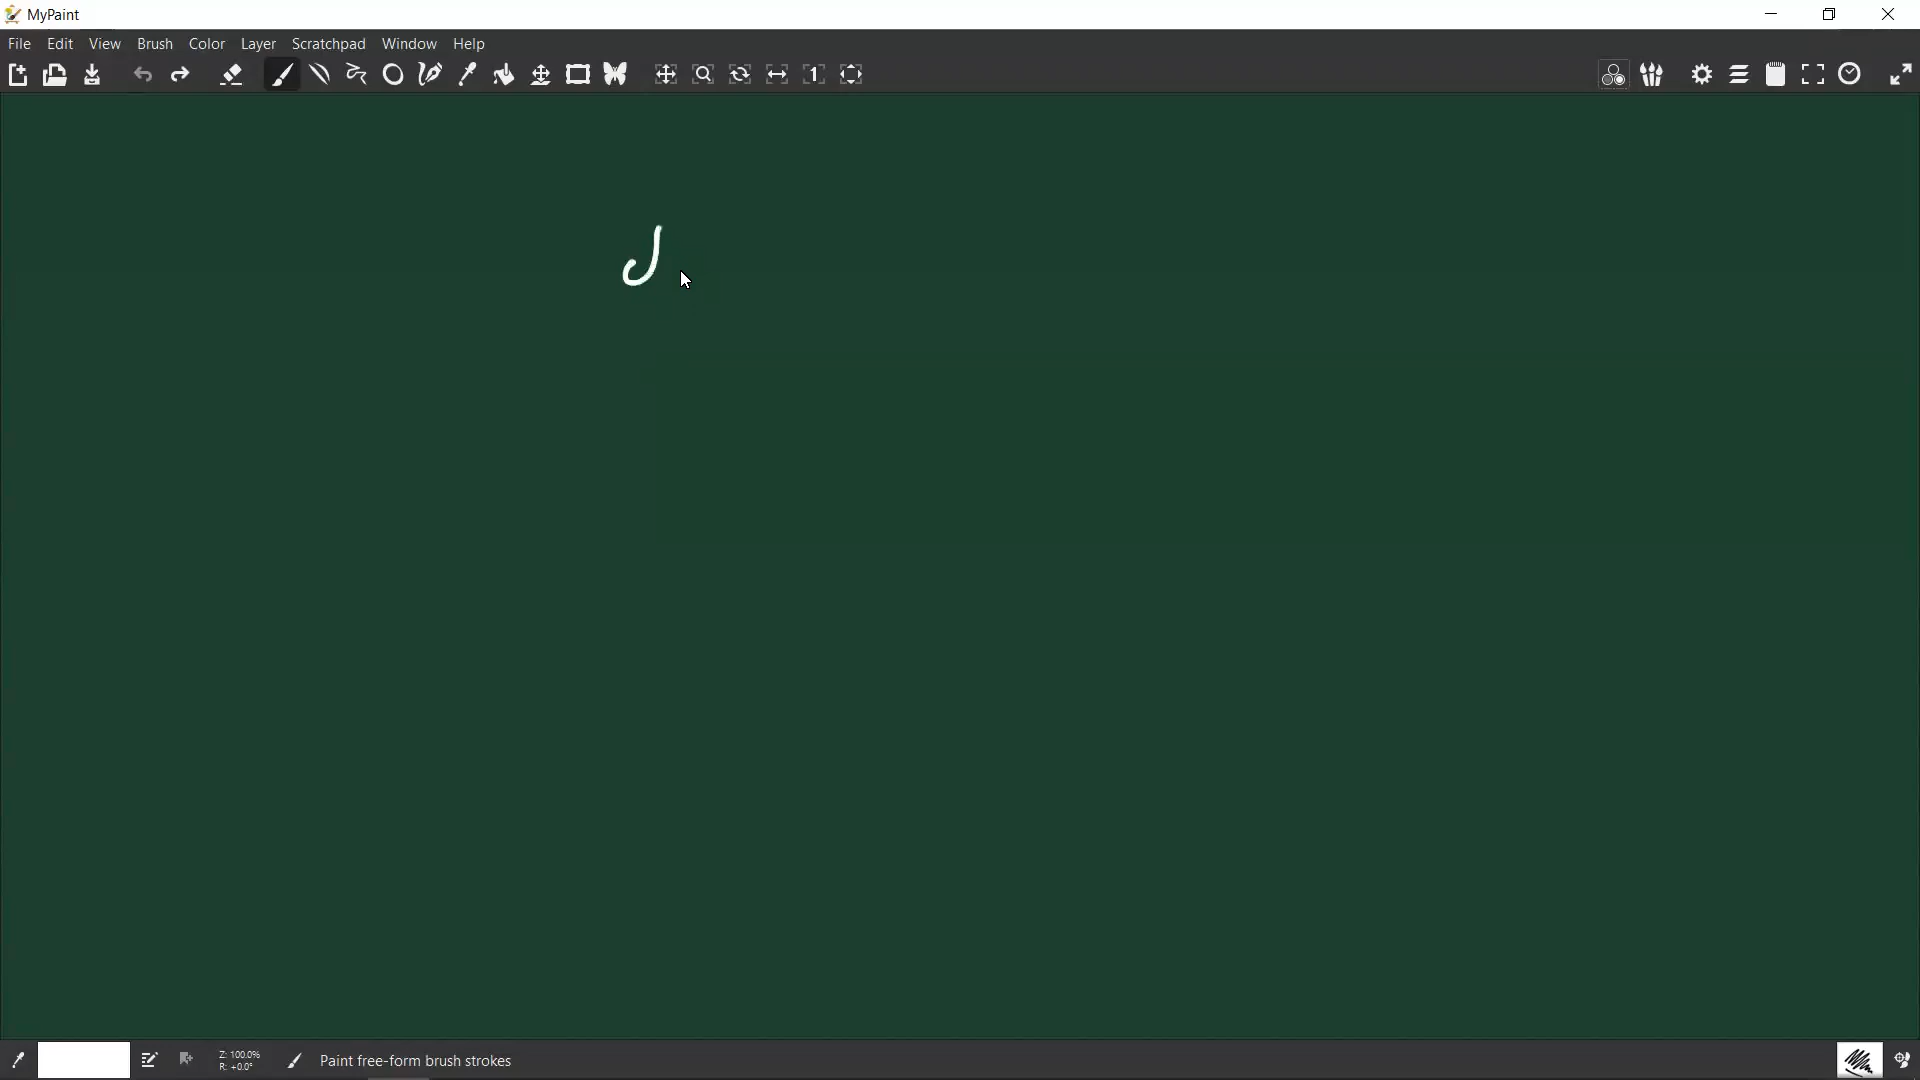 MyPaint
File Edit View Brush Color Layer Scratchpad Window Help
J
Z: 100.0%
R: +0.0°
Paint free-form brush strokes